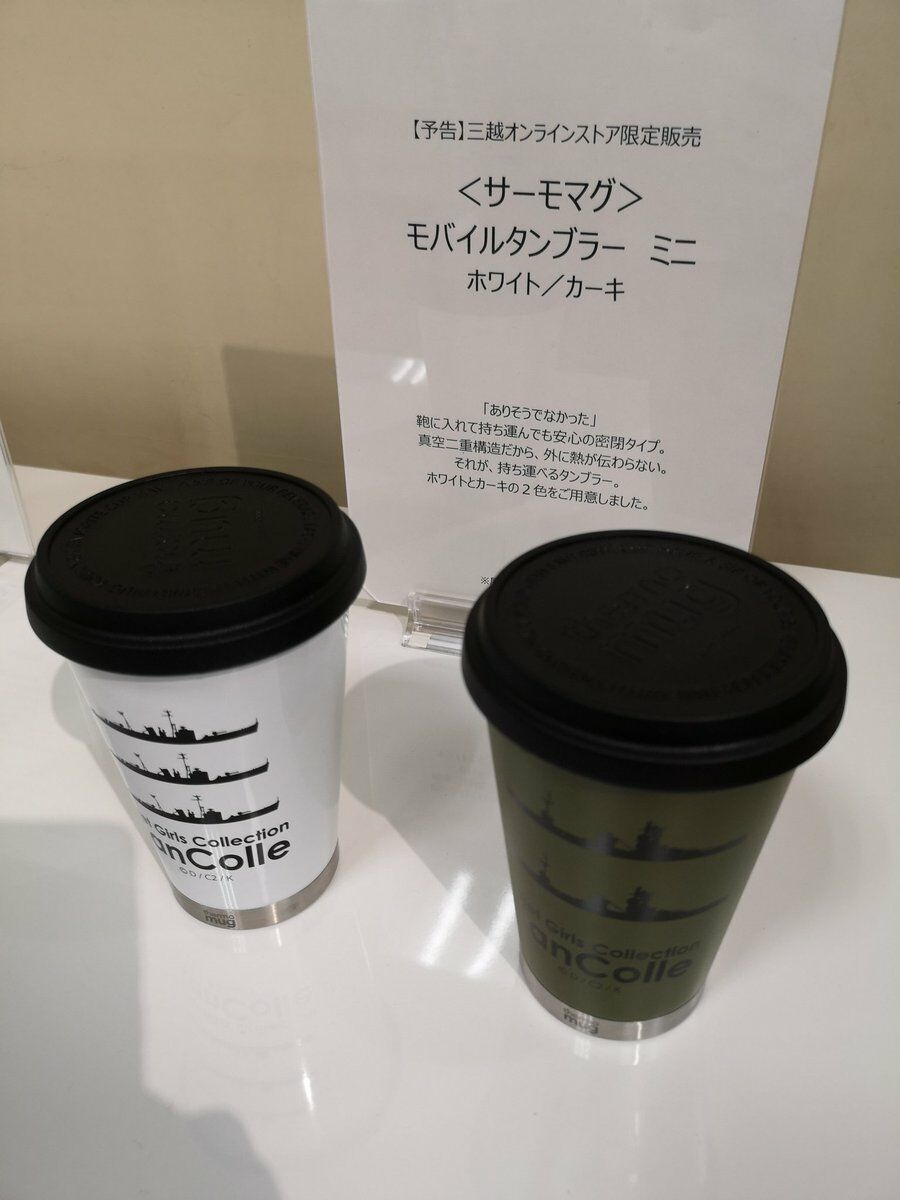 【予告】三越オンラインストア限定販売
＜サーモマグ＞
モバイルタンブラー　ミニ
ホワイト／カーキ
「ありそうでなかった」
鞄に入れて持ち運んでも安心の密閉タイプ。
真空二重構造だから、外に熱が伝わらない。
それが、持ち運べるタンブラー。
ホワイトとカーキの２色をご用意しました。
thermo
mug
Girls Collection
anColle
©D/C2/K
thermo
mug
Girls Collection
anColle
©D/C2/K
thermo
mug